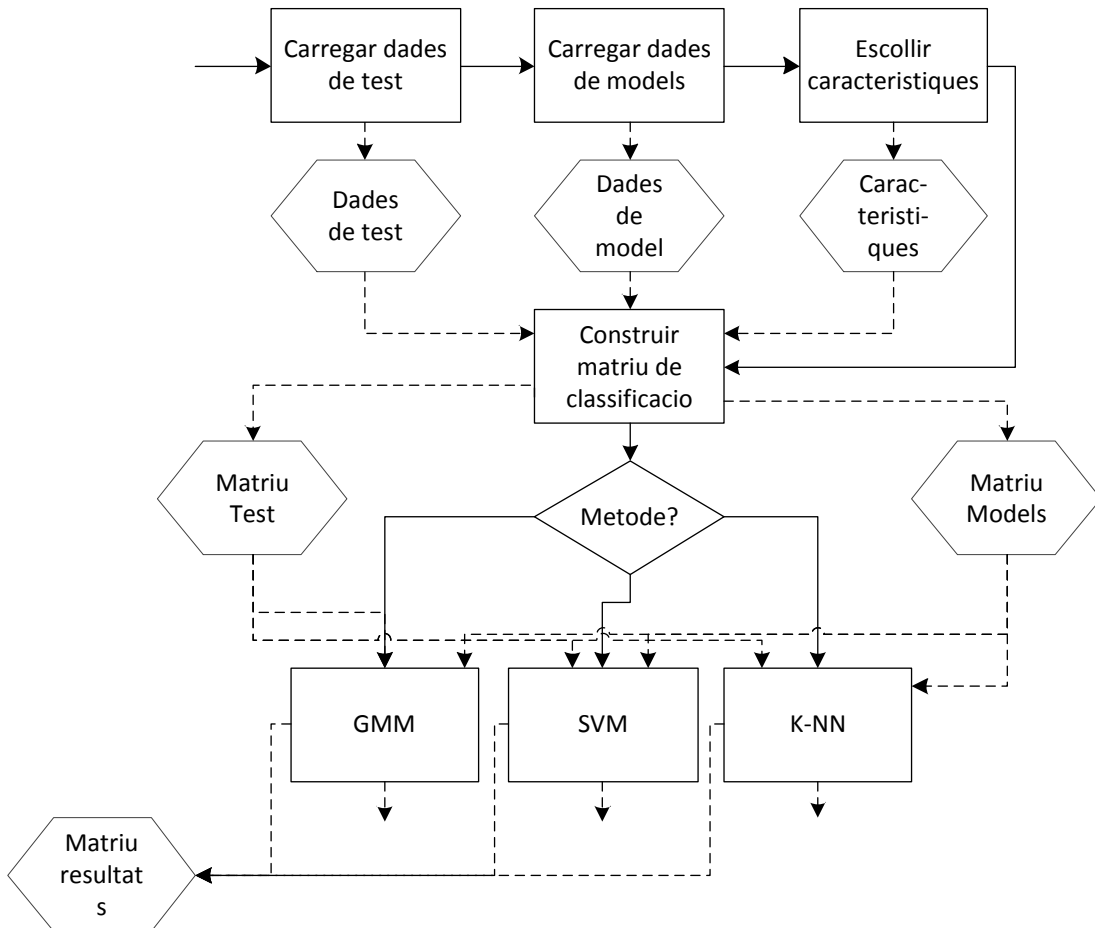 Carregar dades
de test
Carregar dades
de models
Escollir
caracteristiques
Dades
de test
Dades
de
model
Carac-
teristi-
ques
Construir
matriu de
classificacio
Matriu
Test
Metode?
Matriu
Models
GMM
SVM
K-NN
Matriu
resultat
s